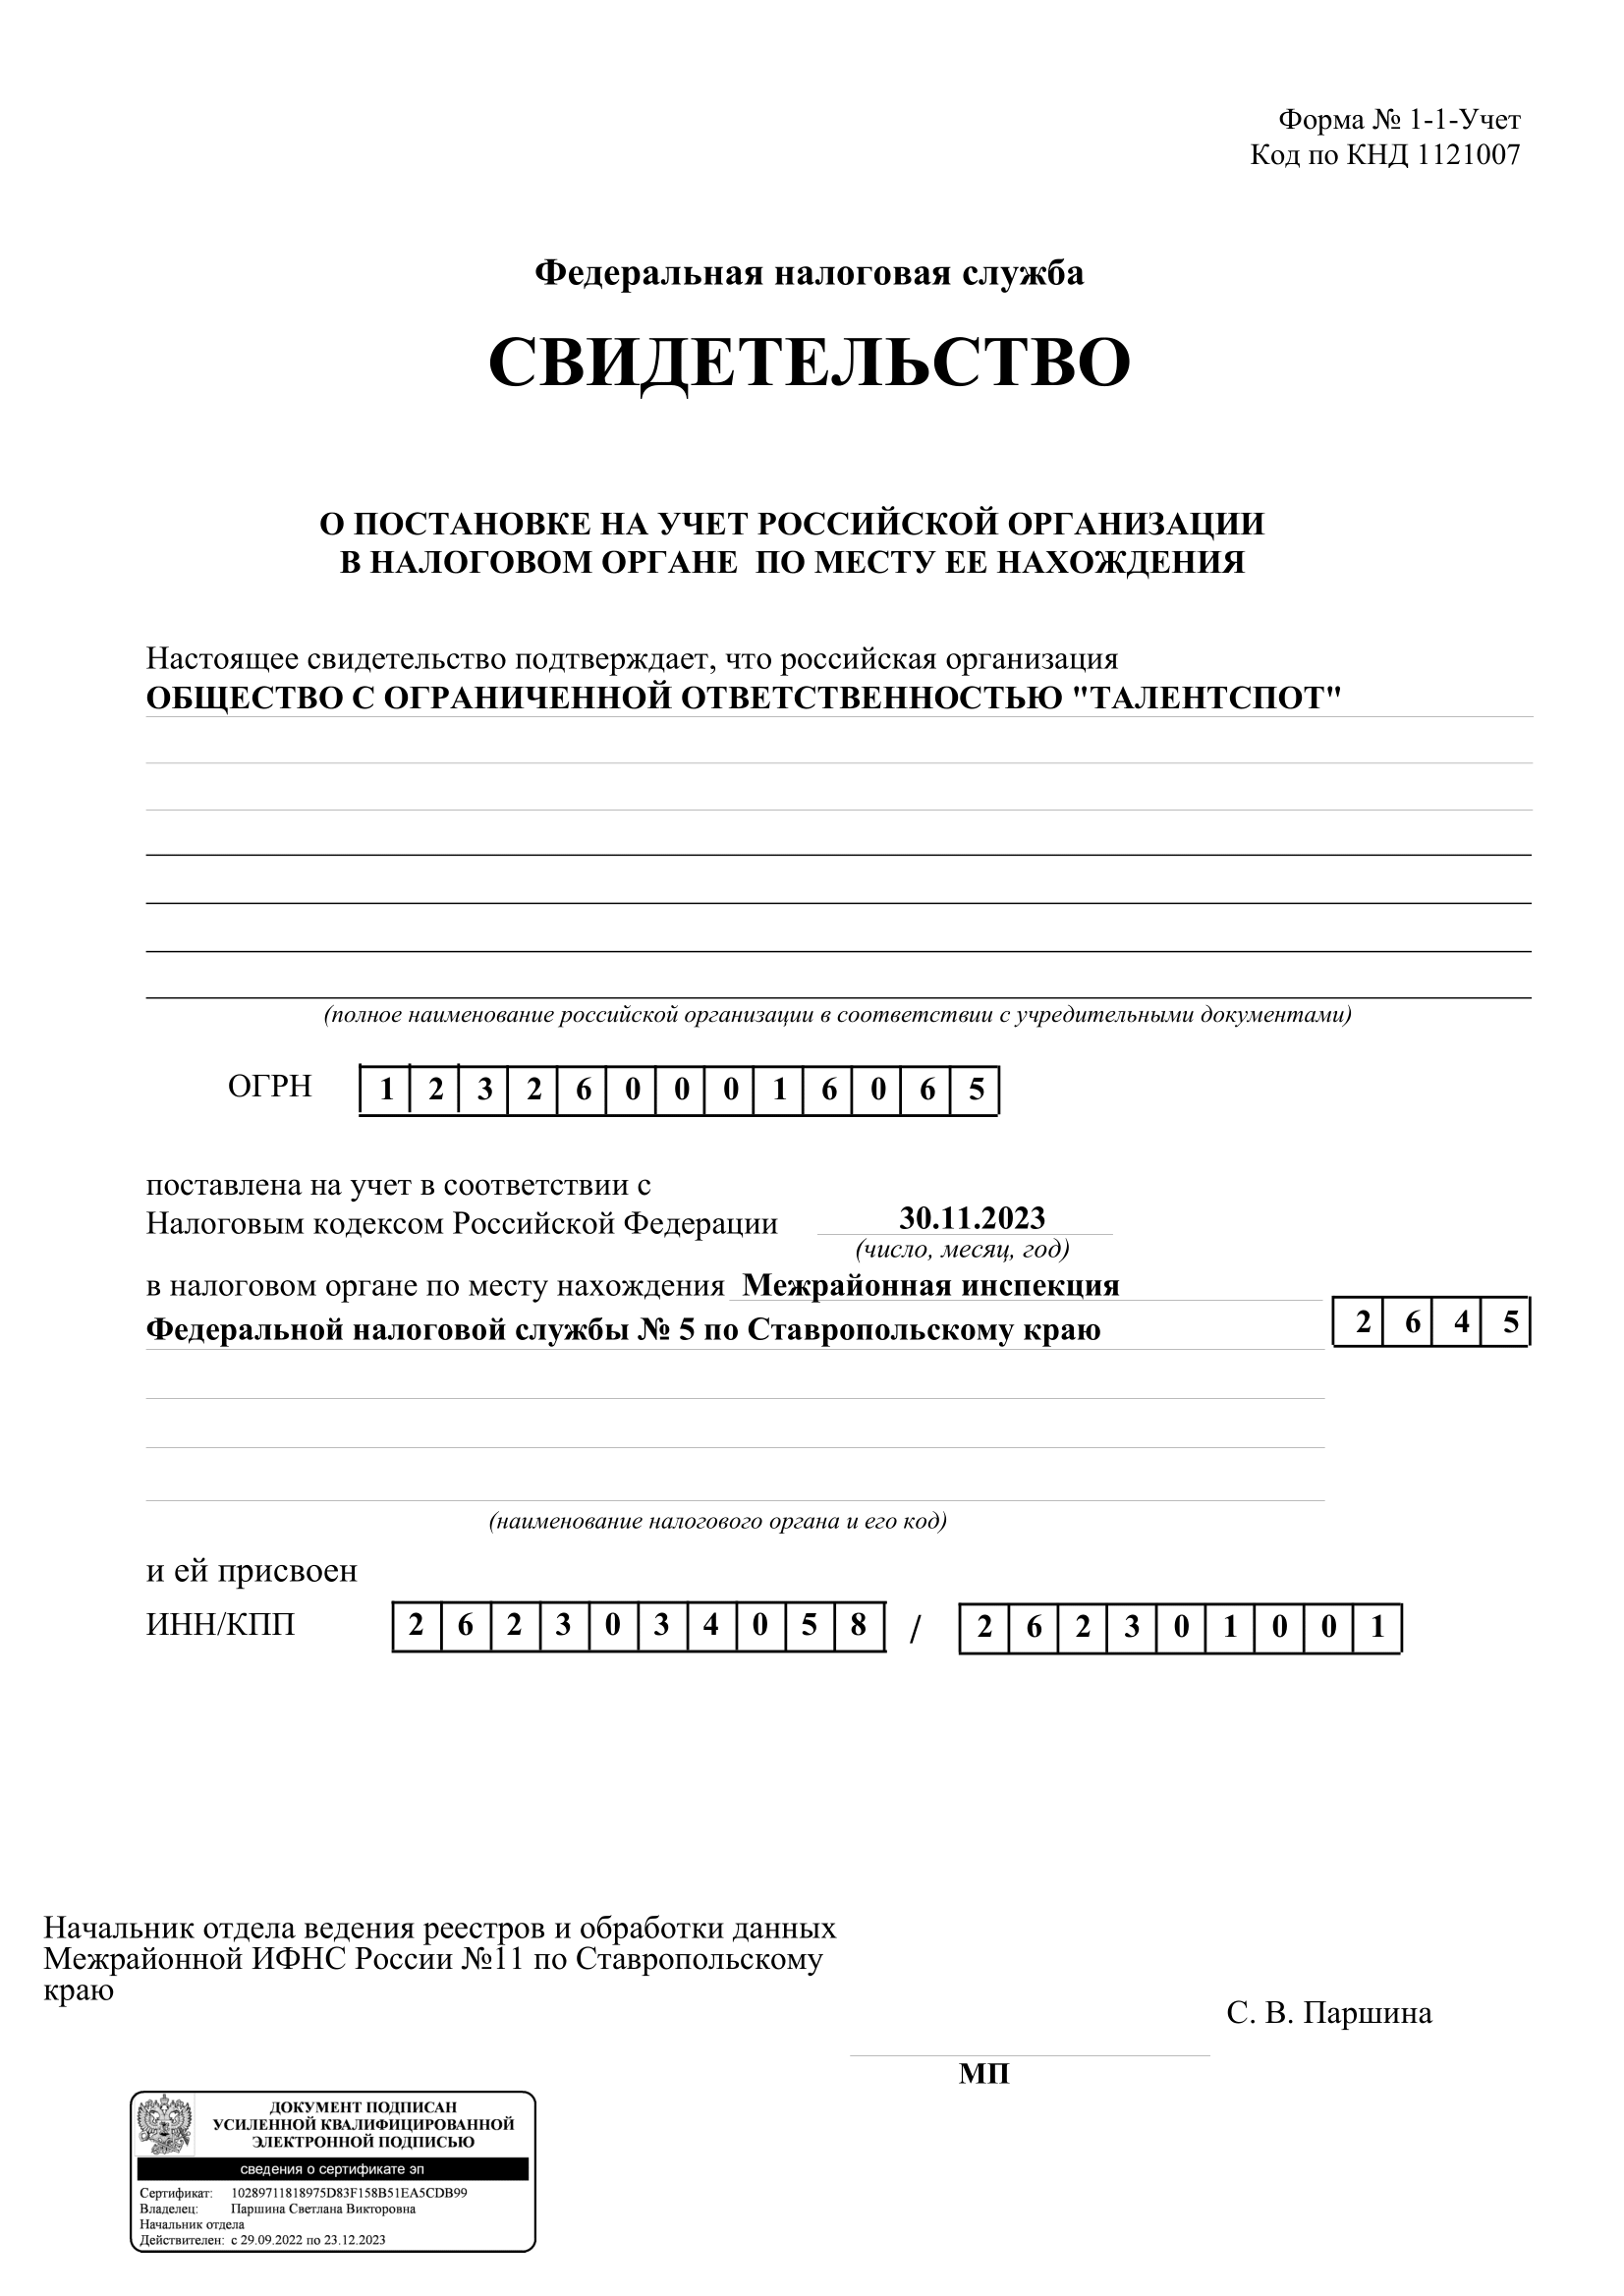 Форма № 1-1-Учет
Код по КНД 1121007
Федеральная налоговая служба
СВИДЕТЕЛЬСТВО
О ПОСТАНОВКЕ НА УЧЕТ РОССИЙСКОЙ ОРГАНИЗАЦИИ
В НАЛОГОВОМ ОРГАНЕ ПО МЕСТУ ЕЕ НАХОЖДЕНИЯ
Настоящее свидетельство подтверждает, что российская организация
ОБЩЕСТВО С ОГРАНИЧЕННОЙ ОТВЕТСТВЕННОСТЬЮ "ТАЛЕНТСПОТ"
(полное наименование российской организации в соответствии с учредительными документами)
ОГРН 1 2 3 2 6 0 0 0 1 6 0 6 5
поставлена на учет в соответствии с
Налоговым кодексом Российской Федерации 30.11.2023
(число, месяц, год)
в налоговом органе по месту нахождения Межрайонная инспекция
Федеральной налоговой службы № 5 по Ставропольскому краю 2 6 4 5
(наименование налогового органа и его код)
и ей присвоен
ИНН/КПП 2 6 2 3 0 3 4 0 5 8 / 2 6 2 3 0 1 0 0 1
Начальник отдела ведения реестров и обработки данных
Межрайонной ИФНС России №11 по Ставропольскому
краю
С. В. Паршина
МП
ДОКУМЕНТ ПОДПИСАН
УСИЛЕННОЙ КВАЛИФИЦИРОВАННОЙ
ЭЛЕКТРОННОЙ ПОДПИСЬЮ
сведения о сертификате эп
Сертификат: 10289711818975D83F158B51EA5CDB99
Владелец: Паршина Светлана Викторовна
Начальник отдела
Действителен: с 29.09.2022 по 23.12.2023